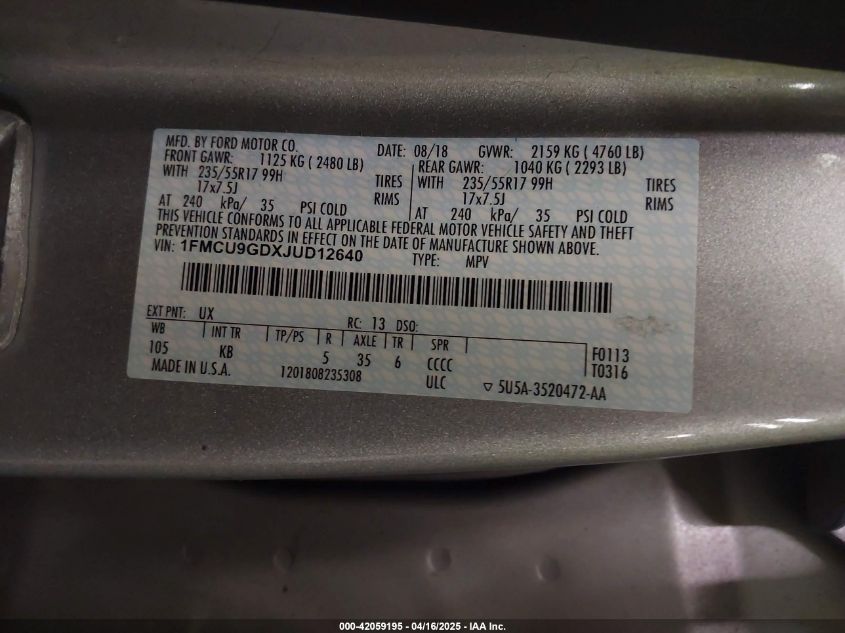 MFD. BY FORD MOTOR CO. DATE: 08/18 GVWR: 2159 KG ( 4760 LB)
FRONT GAWR: 1125 KG ( 2480 LB) REAR GAWR: 1040 KG ( 2293 LB)
WITH 235/55R17 99H TIRES WITH 235/55R17 99H TIRES
17x7.5J RIMS 17x7.5J RIMS
AT 240 kPa/ 35 PSI COLD AT 240 kPa/ 35 PSI COLD
THIS VEHICLE CONFORMS TO ALL APPLICABLE FEDERAL MOTOR VEHICLE SAFETY AND THEFT
PREVENTION STANDARDS IN EFFECT ON THE DATE OF MANUFACTURE SHOWN ABOVE.
VIN: 1FMCU9GDXJUD12640 TYPE: MPV
EXT PNT: UX RC: 13 DSO:
WB INT TR TP/PS R AXLE TR SPR
105 KB 5 35 6 CCCC F0113
MADE IN U.S.A. 1201808235308 ULC T0316
5U5A-3520472-AA
000-42059195 - 04/16/2025 - IAA Inc.